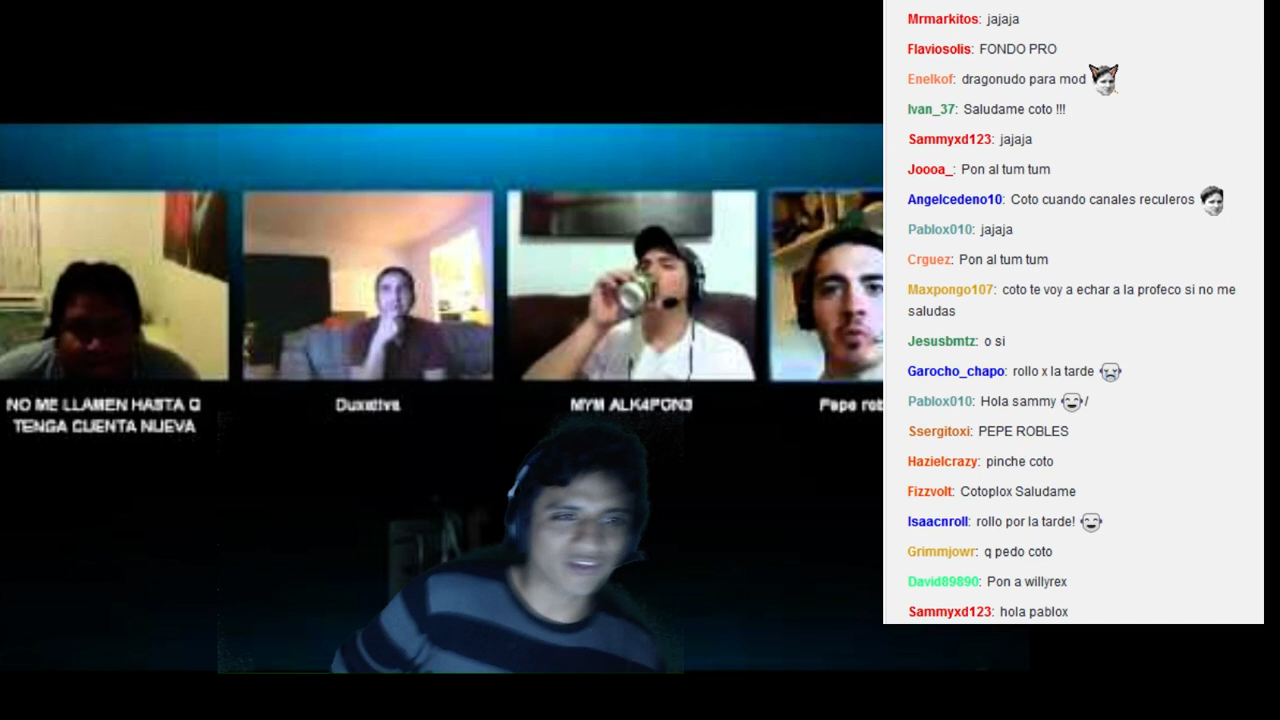 NO ME LLAMEN HASTA Q
TENGA CUENTA NUEVA
Duxativa
MYM ALK4PON3
Pepe rob
Mrmarkitos: jajaja
Flaviosolis: FONDO PRO
Enelkof: dragonudo para mod
Ivan_37: Saludame coto !!!
Sammyxd123: jajaja
Joooa_: Pon al tum tum
Angelcedeno10: Coto cuando canales reculeros
Pablox010: jajaja
Crguez: Pon al tum tum
Maxpongo107: coto te voy a echar a la profeco si no me
saludas
Jesusbmtz: o si
Garocho_chapo: rollo x la tarde
Pablox010: Hola sammy /
Ssergitoxi: PEPE ROBLES
Hazielcrazy: pinche coto
Fizzvolt: Cotoplox Saludame
Isaacnroll: rollo por la tarde!
Grimmjowr: q pedo coto
David89890: Pon a willyrex
Sammyxd123: hola pablox